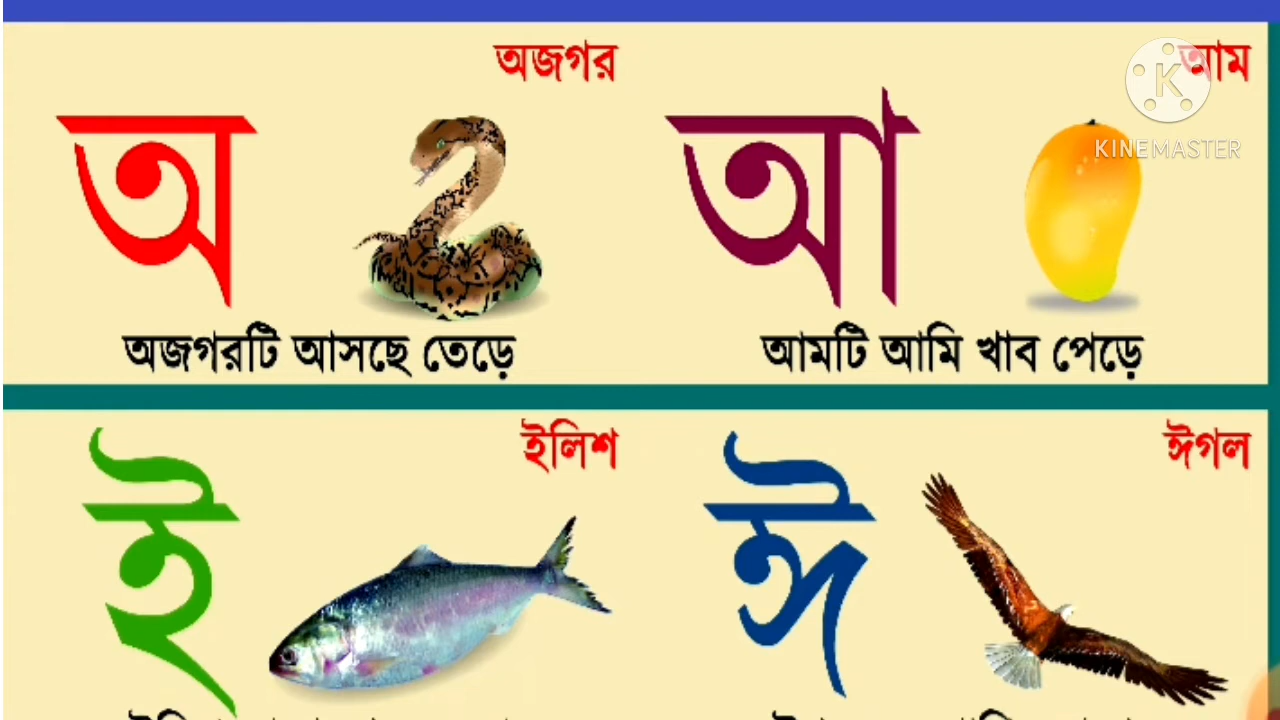 অজগর
অ
অজগরটি আসছে তেড়ে
আম
আ
আমটি আমি খাব পেড়ে
KINEMASTER
ইলিশ
ই
ঈগল
ঈ